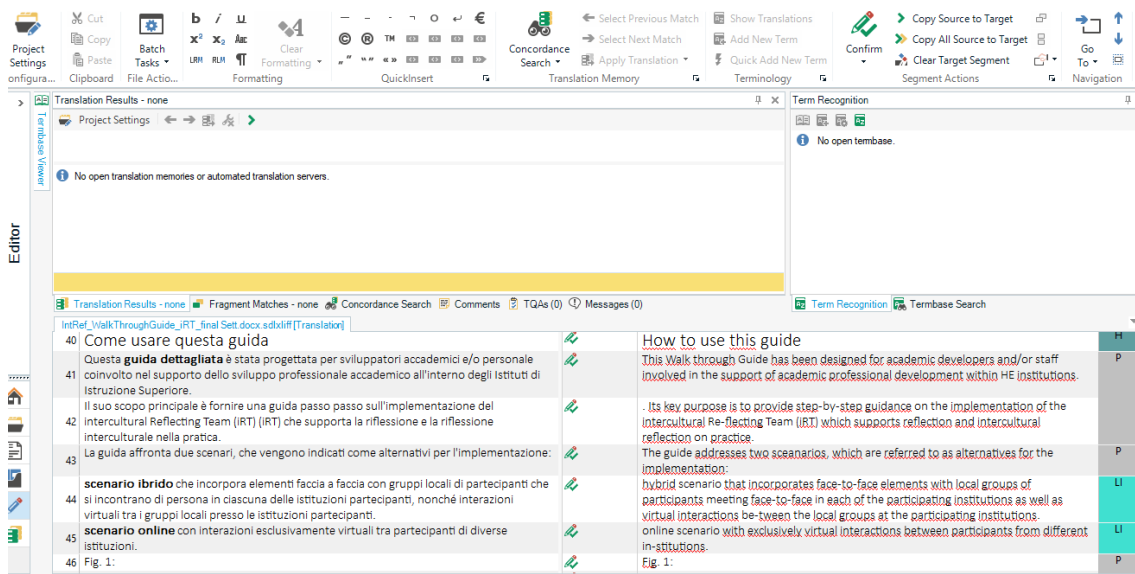 Cut
Copy
Paste
Project Settings
Batch Tasks
b i u
x² x₂ ABC
LRM RLM ¶
Clear Formatting
– – - ¬ o ↵ €
© ® TM
„ “ “ ” « »
Concordance Search
Select Previous Match
Select Next Match
Apply Translation
Show Translations
Add New Term
Quick Add New Term
Confirm
Copy Source to Target
Copy All Source to Target
Clear Target Segment
Go To
onfigura... Clipboard File Actio... Formatting QuickInsert Translation Memory Terminology Segment Actions Navigation
Termbase Viewer
Editor
Translation Results - none
Project Settings
No open translation memories or automated translation servers.
Term Recognition
No open termbase.
Translation Results - none Fragment Matches - none Concordance Search Comments TQAs (0) Messages (0)
Term Recognition Termbase Search
IntRef_WalkThroughGuide_iRT_final Sett.docx.sdlxliff [Translation]
40 Come usare questa guida
How to use this guide
H
41 Questa guida dettagliata è stata progettata per sviluppatori accademici e/o personale
coinvolto nel supporto dello sviluppo professionale accademico all'interno degli Istituti di
Istruzione Superiore.
This Walk through Guide has been designed for academic developers and/or staff
involved in the support of academic professional development within HE institutions.
P
42 Il suo scopo principale è fornire una guida passo passo sull'implementazione del
intercultural Reflecting Team (iRT) (iRT) che supporta la riflessione e la riflessione
interculturale nella pratica.
. Its key purpose is to provide step-by-step guidance on the implementation of the
intercultural Re-flecting Team (iRT) which supports reflection and intercultural
reflection on practice.
43 La guida affronta due scenari, che vengono indicati come alternativi per l'implementazione:
The guide addresses two sceanarios, which are referred to as alternatives for the
implementation:
P
44 scenario ibrido che incorpora elementi faccia a faccia con gruppi locali di partecipanti che
si incontrano di persona in ciascuna delle istituzioni partecipanti, nonché interazioni
virtuali tra i gruppi locali presso le istituzioni partecipanti.
hybrid scenario that incorporates face-to-face elements with local groups of
participants meeting face-to-face in each of the participating institutions as well as
virtual interactions be-tween the local groups at the participating institutions.
LI
45 scenario online con interazioni esclusivamente virtuali tra partecipanti di diverse
istituzioni.
online scenario with exclusively virtual interactions between participants from different
in-stitutions.
LI
46 Fig. 1:
Fig. 1:
P